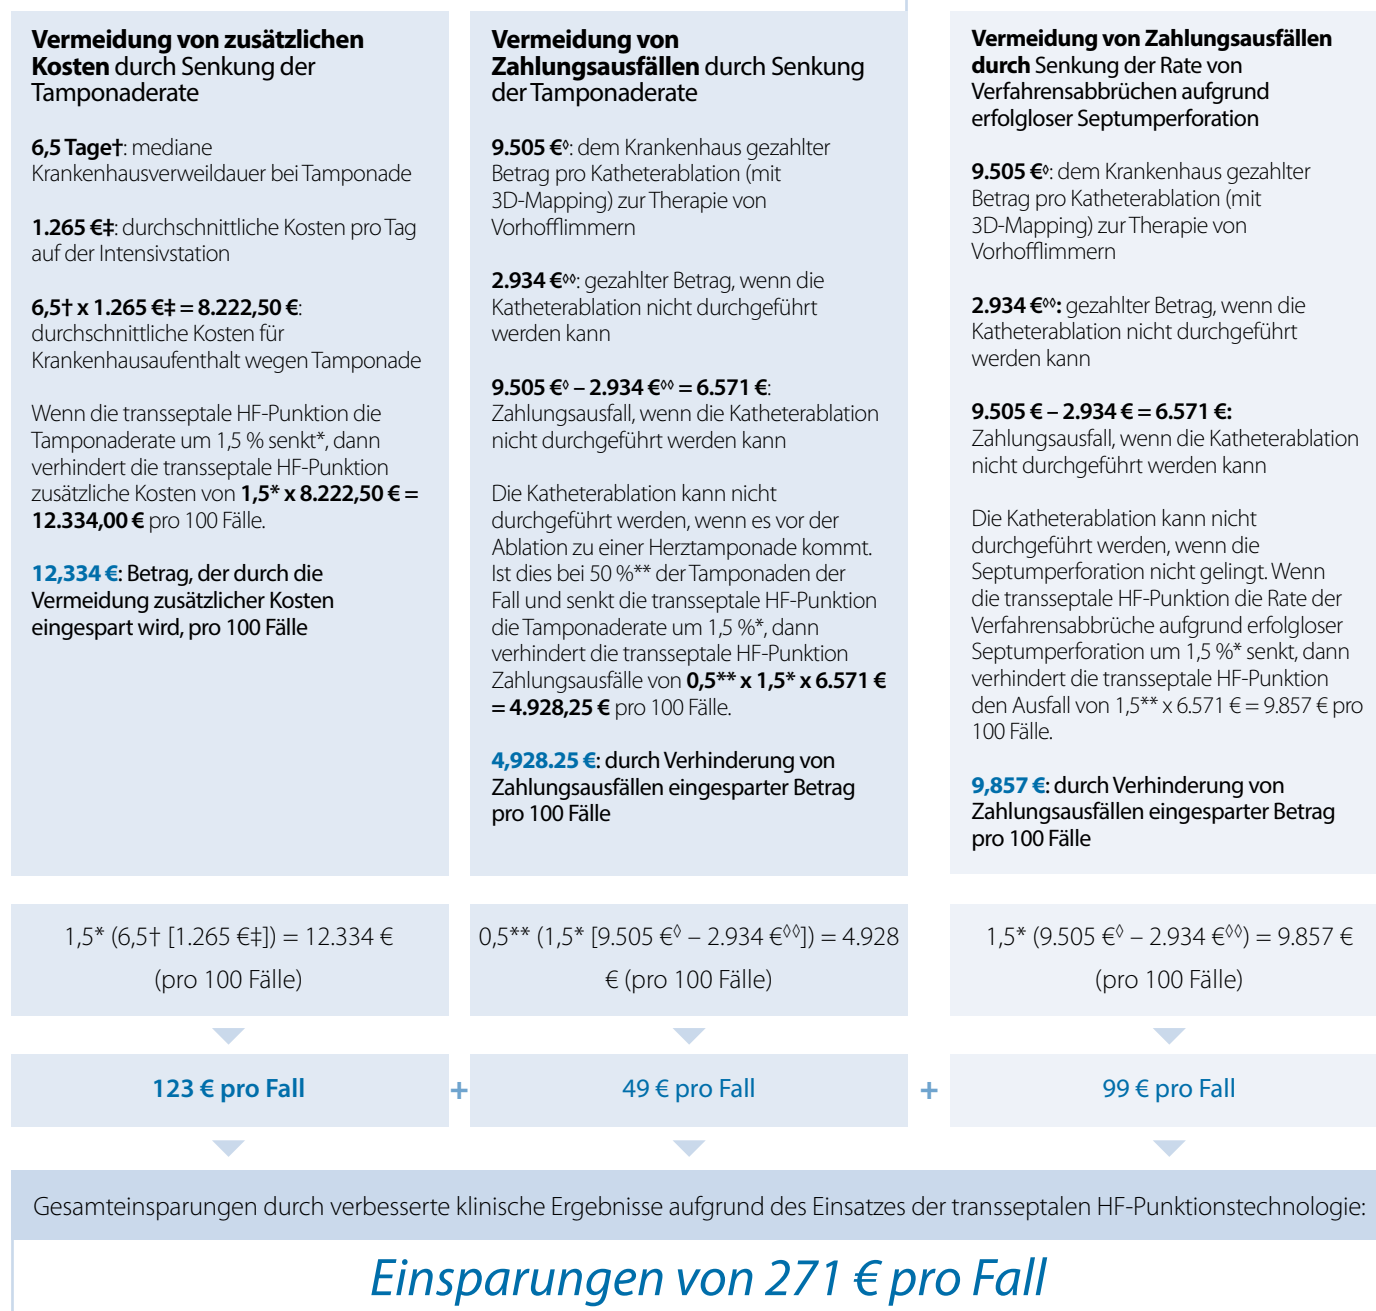 Vermeidung von zusätzlichen
Kosten durch Senkung der
Tamponaderate
6,5 Tage†: mediane
Krankenhausverweildauer bei Tamponade
1.265 €‡: durchschnittliche Kosten pro Tag
auf der Intensivstation
6,5† x 1.265 €‡ = 8.222,50 €:
durchschnittliche Kosten für
Krankenhausaufenthalt wegen Tamponade
Wenn die transseptale HF-Punktion die
Tamponaderate um 1,5 % senkt*, dann
verhindert die transseptale HF-Punktion
zusätzliche Kosten von 1,5* x 8.222,50 € =
12.334,00 € pro 100 Fälle.
12,334 €: Betrag, der durch die
Vermeidung zusätzlicher Kosten
eingespart wird, pro 100 Fälle
Vermeidung von
Zahlungsausfällen durch Senkung
der Tamponaderate
9.505 €◊: dem Krankenhaus gezahlter
Betrag pro Katheterablation (mit
3D-Mapping) zur Therapie von
Vorhofflimmern
2.934 €◊◊: gezahlter Betrag, wenn die
Katheterablation nicht durchgeführt
werden kann
9.505 €◊ – 2.934 €◊◊ = 6.571 €:
Zahlungsausfall, wenn die Katheterablation
nicht durchgeführt werden kann
Die Katheterablation kann nicht
durchgeführt werden, wenn es vor der
Ablation zu einer Herztamponade kommt.
Ist dies bei 50 %** der Tamponaden der
Fall und senkt die transseptale HF-Punktion
die Tamponaderate um 1,5 %*, dann
verhindert die transseptale HF-Punktion
Zahlungsausfälle von 0,5** x 1,5* x 6.571 €
= 4.928,25 € pro 100 Fälle.
4,928.25 €: durch Verhinderung von
Zahlungsausfällen eingesparter Betrag
pro 100 Fälle
Vermeidung von Zahlungsausfällen
durch Senkung der Rate von
Verfahrensabbrüchen aufgrund
erfolgloser Septumperforation
9.505 €◊: dem Krankenhaus gezahlter
Betrag pro Katheterablation (mit
3D-Mapping) zur Therapie von
Vorhofflimmern
2.934 €◊◊: gezahlter Betrag, wenn die
Katheterablation nicht durchgeführt
werden kann
9.505 € – 2.934 € = 6.571 €:
Zahlungsausfall, wenn die Katheterablation
nicht durchgeführt werden kann
Die Katheterablation kann nicht
durchgeführt werden, wenn die
Septumperforation nicht gelingt. Wenn
die transseptale HF-Punktion die Rate der
Verfahrensabbrüche aufgrund erfolgloser
Septumperforation um 1,5 %* senkt, dann
verhindert die transseptale HF-Punktion
den Ausfall von 1,5** x 6.571 € = 9.857 € pro
100 Fälle.
9,857 €: durch Verhinderung von
Zahlungsausfällen eingesparter Betrag
pro 100 Fälle
1,5* (6,5† [1.265 €‡]) = 12.334 €
(pro 100 Fälle)
0,5** (1,5* [9.505 €◊ – 2.934 €◊◊]) = 4.928
€ (pro 100 Fälle)
1,5* (9.505 €◊ – 2.934 €◊◊) = 9.857 €
(pro 100 Fälle)
123 € pro Fall + 49 € pro Fall + 99 € pro Fall
Gesamteinsparungen durch verbesserte klinische Ergebnisse aufgrund des Einsatzes der transseptalen HF-Punktionstechnologie:
Einsparungen von 271 € pro Fall